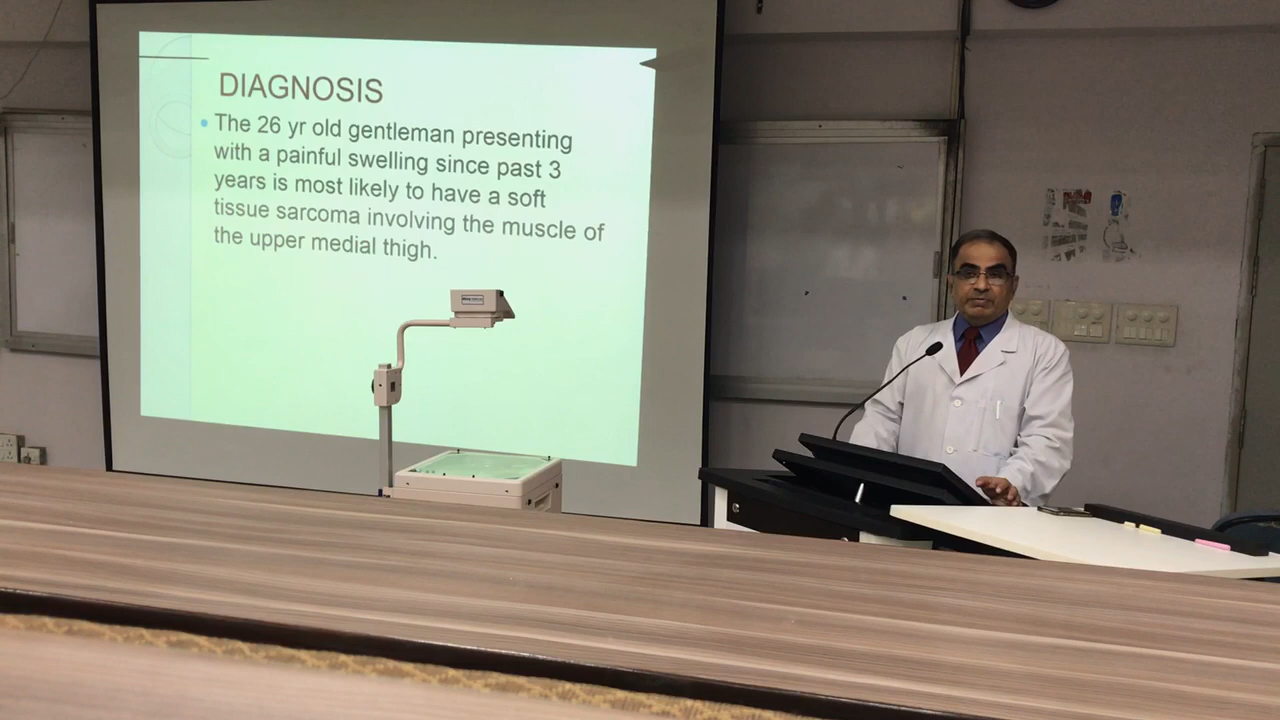 DIAGNOSIS
• The 26 yr old gentleman presenting
with a painful swelling since past 3
years is most likely to have a soft
tissue sarcoma involving the muscle of
the upper medial thigh.